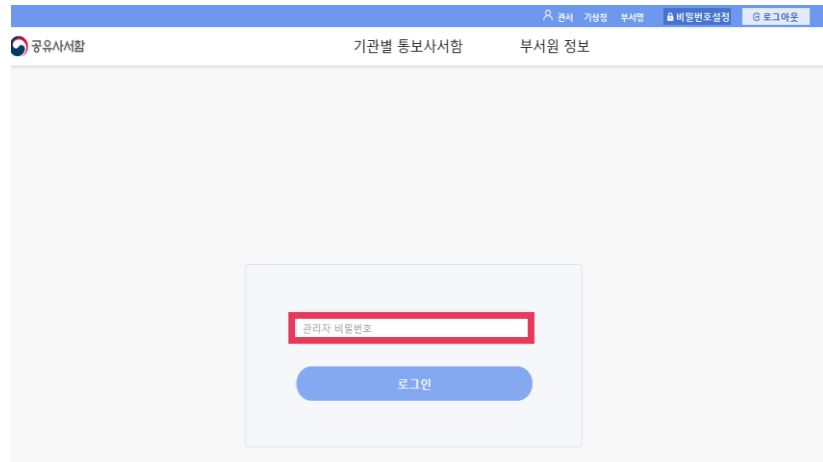 관서 기상청 부서명 비밀번호설정 로그아웃
공유사서함 기관별 통보사서함 부서원 정보
관리자 비밀번호
로그인